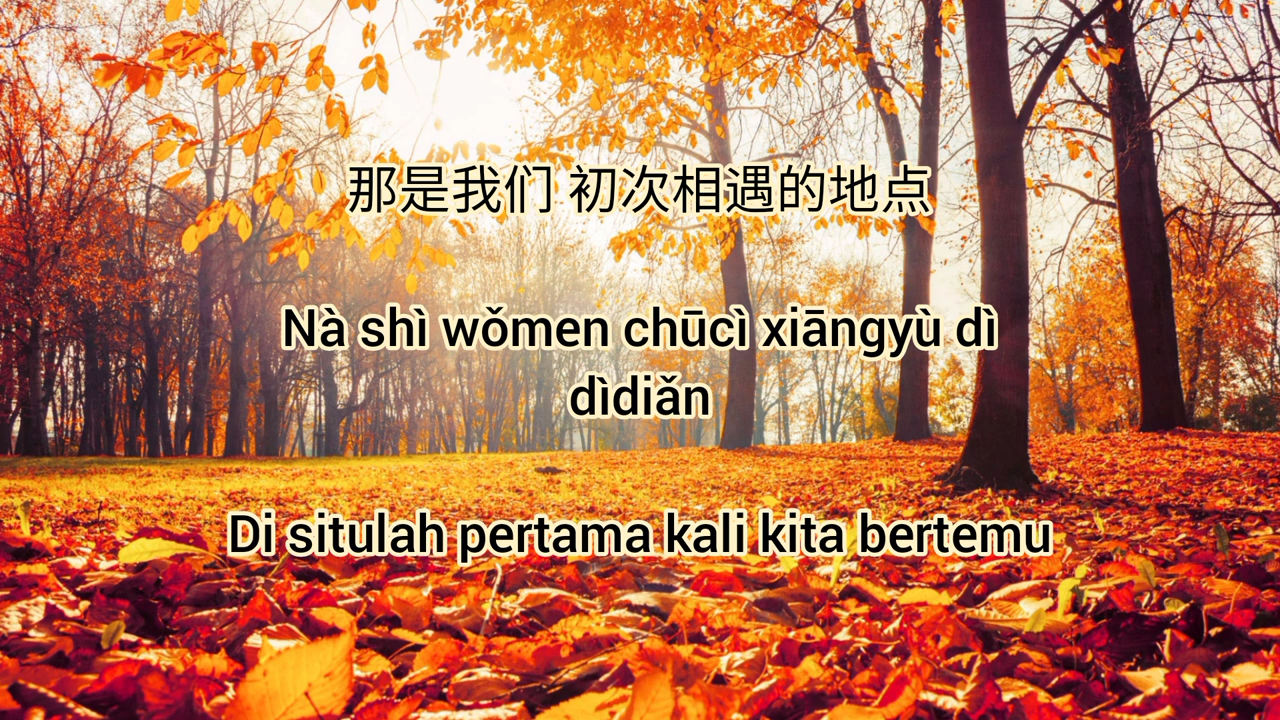 那是我们 初次相遇的地点
Nà shì wǒmen chūcì xiāngyù dì
dìdiǎn
Di situlah pertama kali kita bertemu